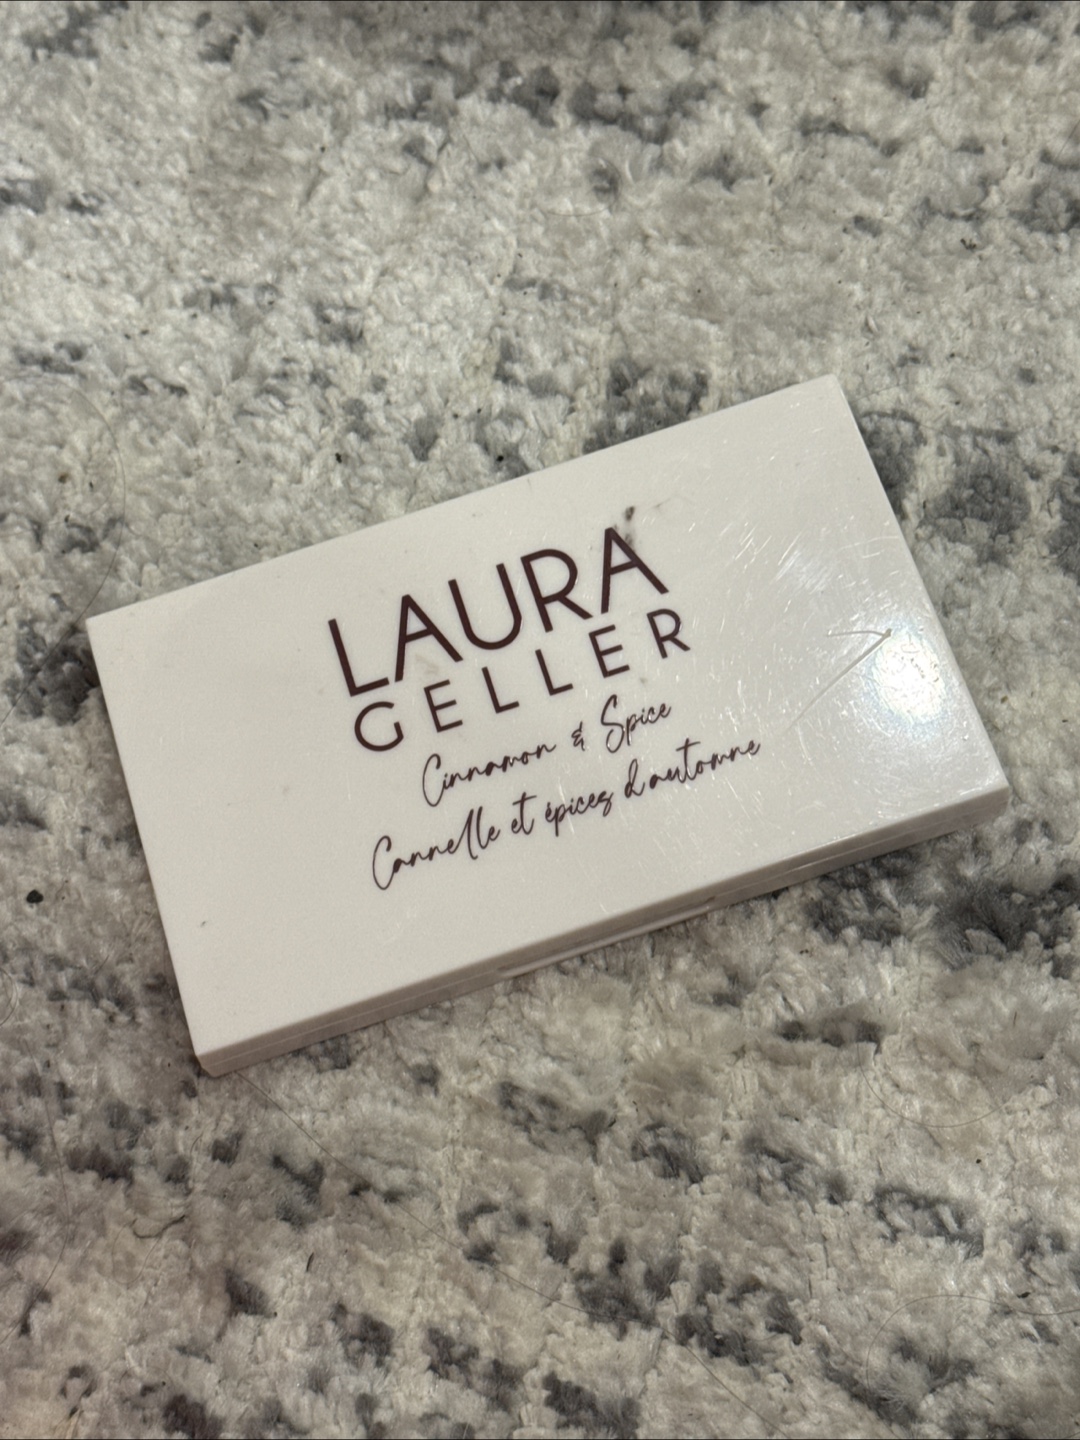 LAURA
GELLER
Cinnamon & Spice
Cannelle et épices d'automne